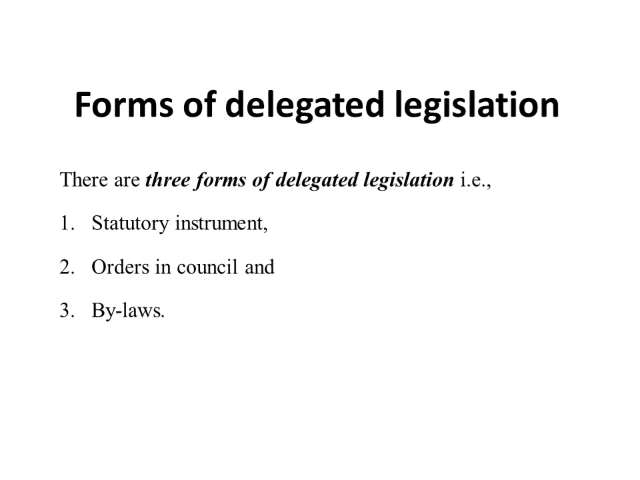 Forms of delegated legislation
There are three forms of delegated legislation i.e.,
1. Statutory instrument,
2. Orders in council and
3. By-laws.